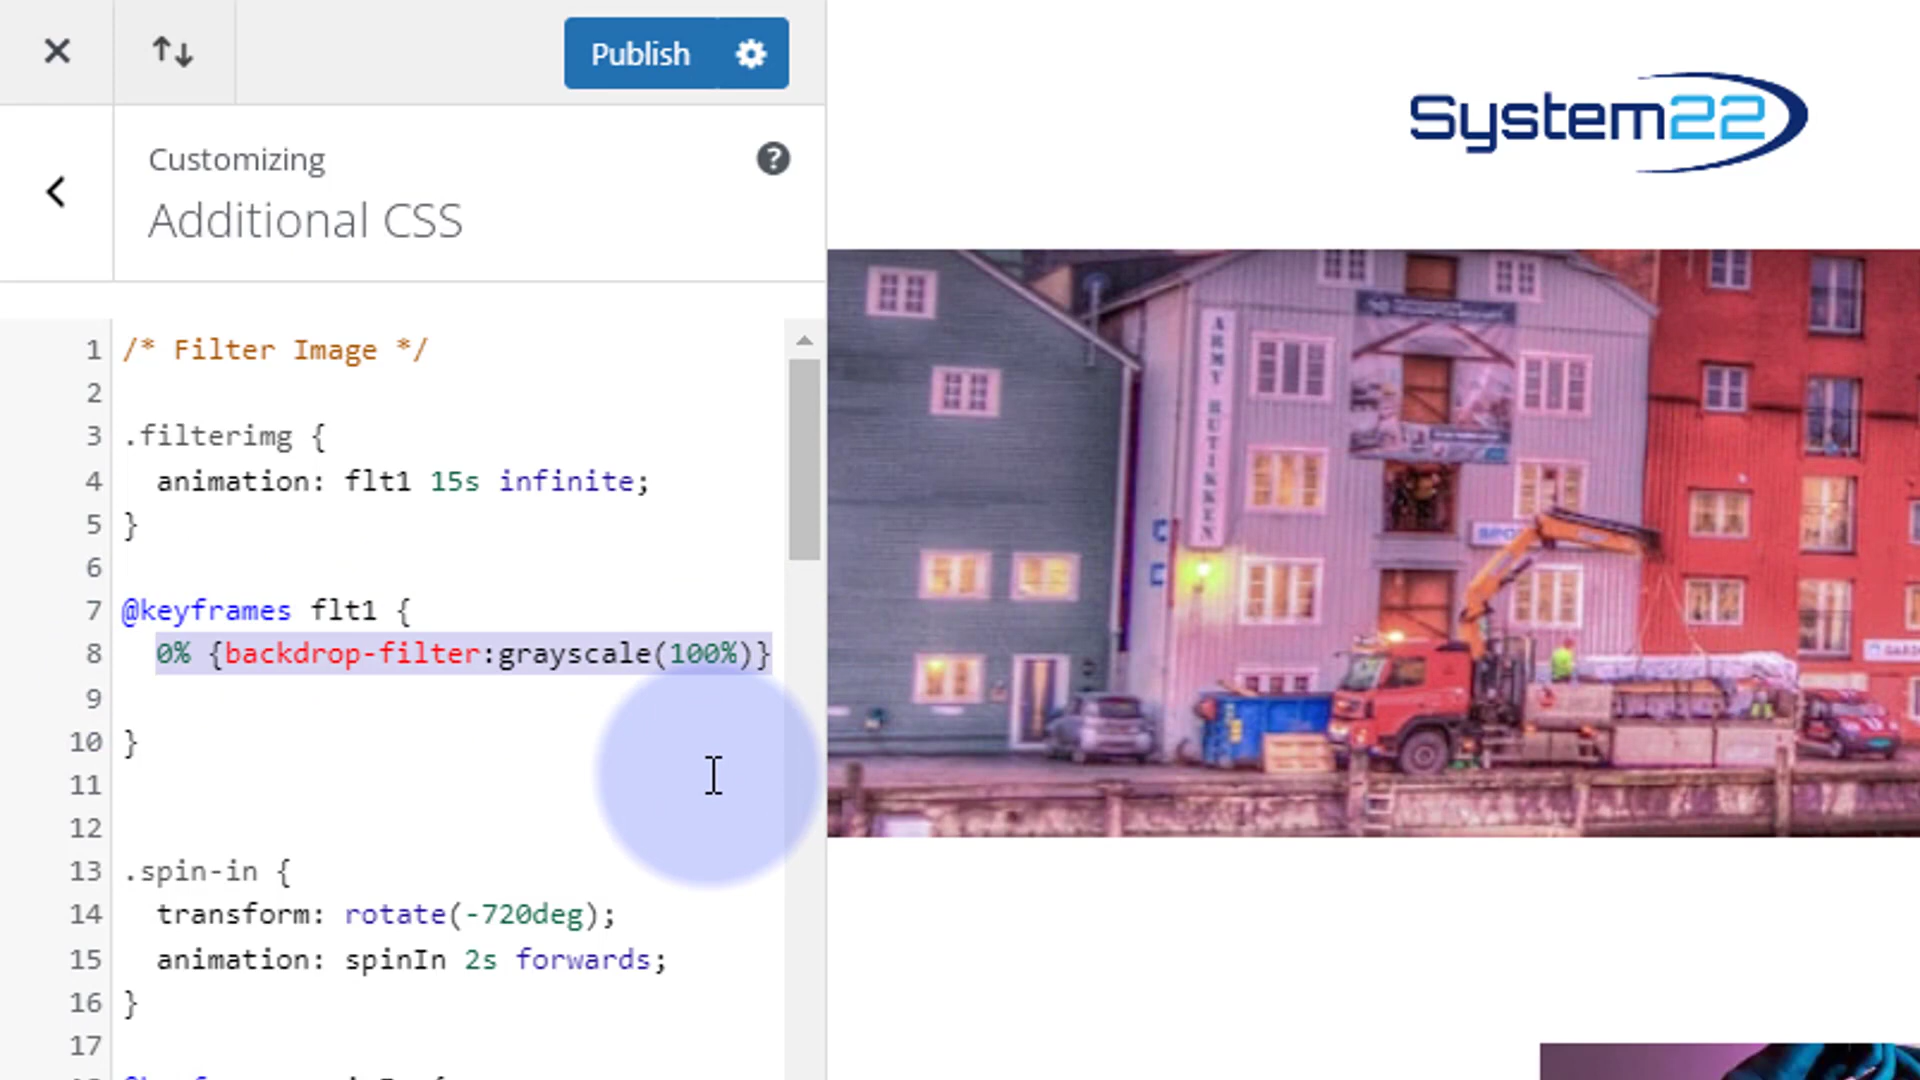 Publish
System22
Customizing
Additional CSS
1 /* Filter Image */
2
3 .filterimg {
4 animation: flt1 15s infinite;
5 }
6
7 @keyframes flt1 {
8 0% {backdrop-filter:grayscale(100%)}
9
10 }
11
12
13 .spin-in {
14 transform: rotate(-720deg);
15 animation: spinIn 2s forwards;
16 }
17
ARMY BUTIKKEN